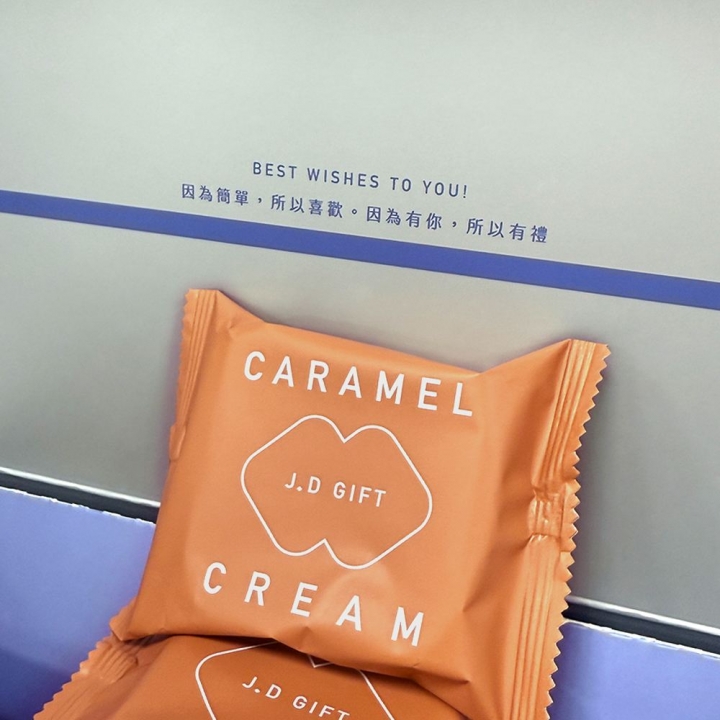 BEST WISHES TO YOU!
因為簡單，所以喜歡。因為有你，所以有禮
CARAMEL
J.D GIFT
CREAM
J.D GIFT